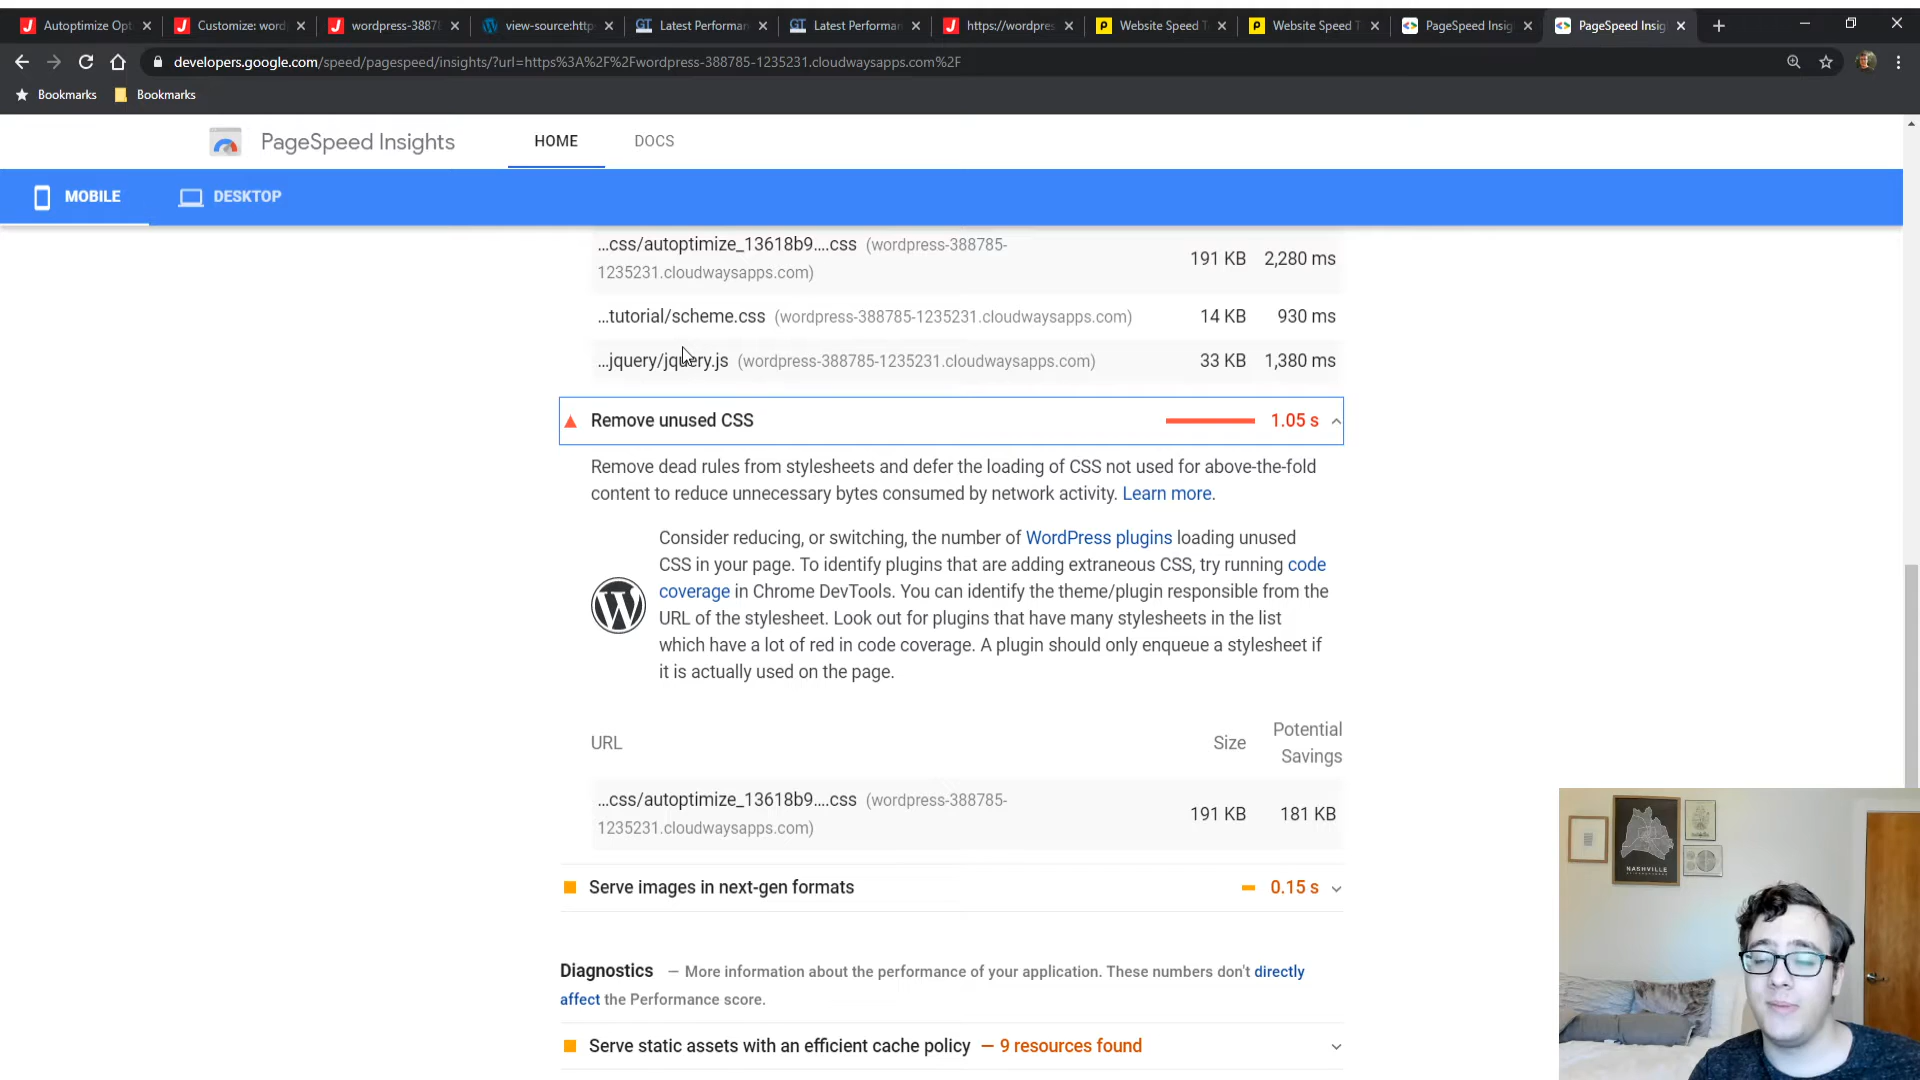 Autoptimize Opt
Customize: word
wordpress-3887
view-source:http
Latest Performan
Latest Performan
https://wordpres
Website Speed T
Website Speed T
PageSpeed Insig
PageSpeed Insig
developers.google.com/speed/pagespeed/insights/?url=https%3A%2F%2Fwordpress-388785-1235231.cloudwaysapps.com%2F
Bookmarks
Bookmarks
PageSpeed Insights
HOME
DOCS
MOBILE
DESKTOP
...css/autoptimize_13618b9....css (wordpress-388785-
1235231.cloudwaysapps.com)
191 KB 2,280 ms
...tutorial/scheme.css (wordpress-388785-1235231.cloudwaysapps.com) 14 KB 930 ms
...jquery/jquery.js (wordpress-388785-1235231.cloudwaysapps.com) 33 KB 1,380 ms
Remove unused CSS 1.05 s
Remove dead rules from stylesheets and defer the loading of CSS not used for above-the-fold
content to reduce unnecessary bytes consumed by network activity. Learn more.
Consider reducing, or switching, the number of WordPress plugins loading unused
CSS in your page. To identify plugins that are adding extraneous CSS, try running code
coverage in Chrome DevTools. You can identify the theme/plugin responsible from the
URL of the stylesheet. Look out for plugins that have many stylesheets in the list
which have a lot of red in code coverage. A plugin should only enqueue a stylesheet if
it is actually used on the page.
URL Size Potential
Savings
...css/autoptimize_13618b9....css (wordpress-388785-
1235231.cloudwaysapps.com)
191 KB 181 KB
Serve images in next-gen formats 0.15 s
Diagnostics — More information about the performance of your application. These numbers don't directly
affect the Performance score.
Serve static assets with an efficient cache policy — 9 resources found
NASHVILLE